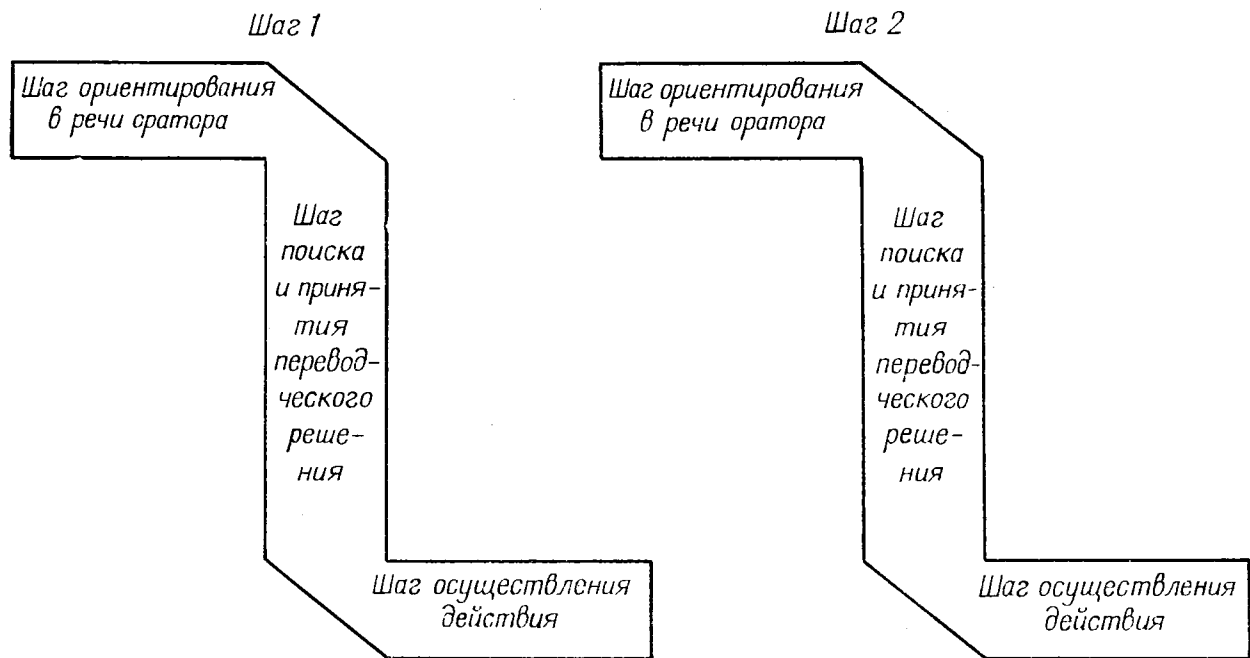 Шаг 1
Шаг ориентирования
в речи сратора
Шаг
поиска
и приня-
тия
перевод-
ческого
реше-
ния
Шаг осуществления
действия
Шаг 2
Шаг ориентирования
в речи оратора
Шаг
поиска
и приня-
тия
перевод-
ческого
реше-
ния
Шаг осуществления
действия